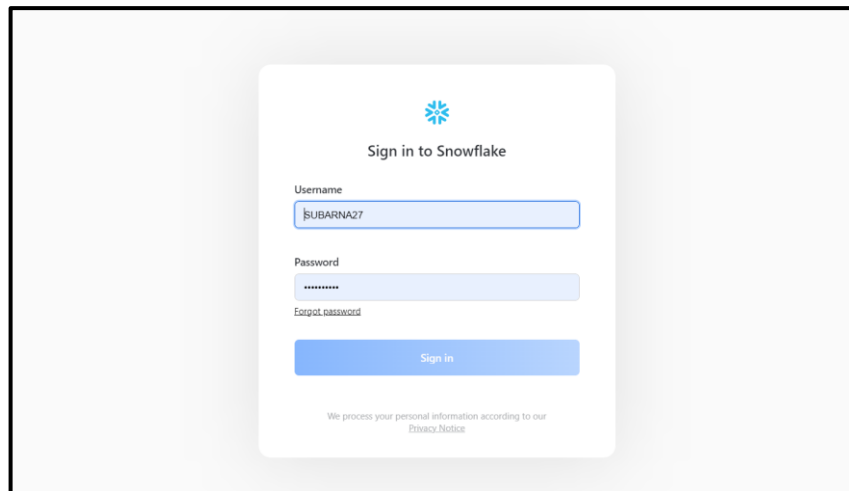 Sign in to Snowflake
Username
SUBARNA27
Password
••••••••••
Forgot password
Sign in
We process your personal information according to our
Privacy Notice